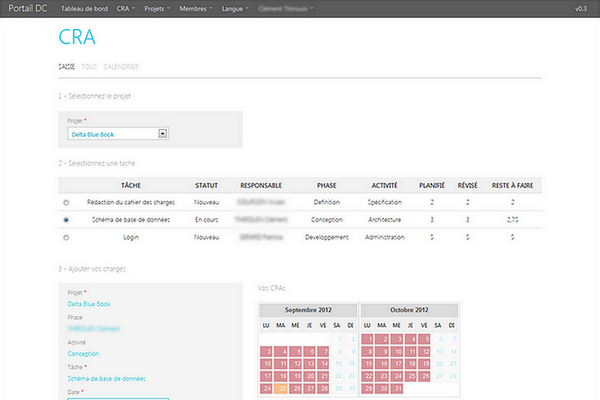 Portail DC Tableau de bord CRA Projets Membres Langue v0.3
CRA
SAISIE TOUS CALENDRIER
1 - Sélectionnez le projet
Projet *
Delta Blue Book
2 - Sélectionnez une tache
TÂCHE STATUT RESPONSABLE PHASE ACTIVITÉ PLANIFIÉ RÉVISÉ RESTE À FAIRE
Rédaction du cahier des charges Nouveau Definition Spécification 2 2 2
Schéma de base de données En cours Conception Architecture 3 3 2,75
Login Nouveau Developpement Administration 5 5 5
3 - Ajouter vos charges
Projet *
Delta Blue Book
Phase
Activité
Conception
Tâche *
Schéma de base de données
Date *
Vos CRAs
Septembre 2012 Octobre 2012
LU MA ME JE VE SA DI LU MA ME JE VE SA DI
1 2 1 2 3 4 5 6 7
3 4 5 6 7 8 9 8 9 10 11 12 13 14
10 11 12 13 14 15 16 15 16 17 18 19 20 21
17 18 19 20 21 22 23 22 23 24 25 26 27 28
24 25 26 27 28 29 30 29 30 31